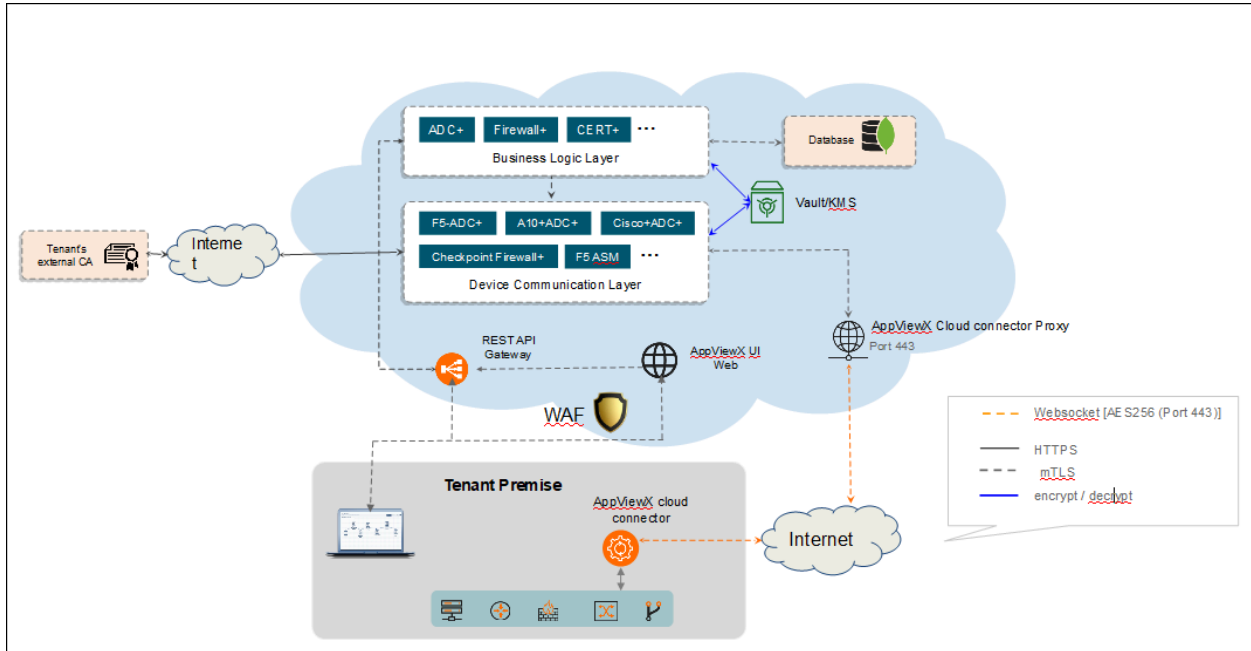 ADC+
Firewall+
CERT+
...
Business Logic Layer
Database
Vault/KMS
F5-ADC+
A10+ADC+
Cisco+ADC+
Checkpoint Firewall+
F5 ASM
...
Device Communication Layer
Tenant's
external CA
Interne
t
AppViewX Cloud connector Proxy
Port 443
REST API
Gateway
AppViewX UI
Web
WAF
Websocket [AES256 (Port 443)]
HTTPS
mTLS
encrypt / decrypt
Tenant Premise
AppViewX cloud
connector
Internet